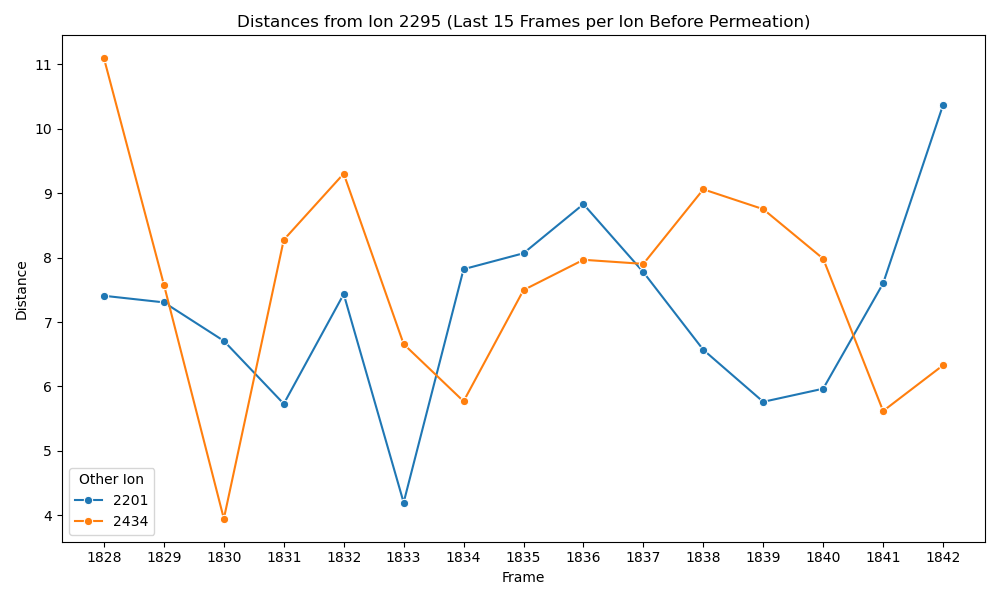 Distances from Ion 2295 (Last 15 Frames per Ion Before Permeation)
Distance
11
10
9
8
7
6
5
4
Other Ion
2201
2434
1828 1829 1830 1831 1832 1833 1834 1835 1836 1837 1838 1839 1840 1841 1842
Frame